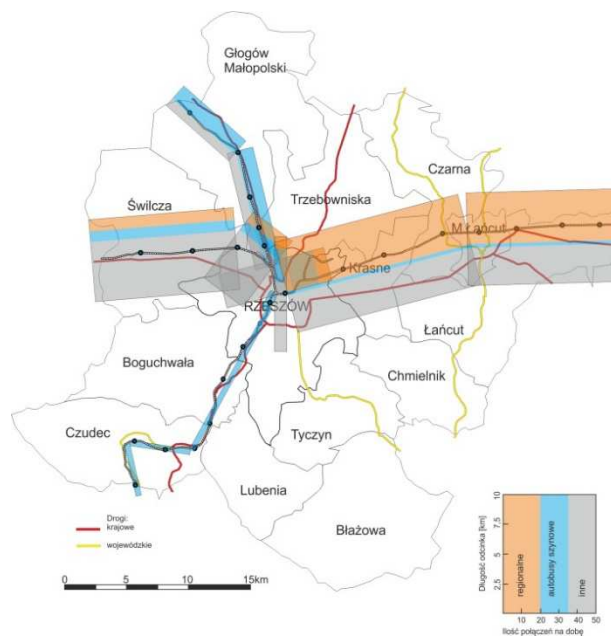 Głogów
Małopolski
Czarna
Świlcza
Trzebowniska
M.Łańcut
Krasne
RZESZÓW
Łańcut
Boguchwała
Chmielnik
Czudec
Tyczyn
Lubenia
Błażowa
Drogi:
krajowe
wojewódzkie
0 5 10 15km
Długość odcinka [km]
10
7.5
5
2.5
regionalne
autobusy szynowe
inne
10 20 30 40 50
Ilość połączeń na dobę